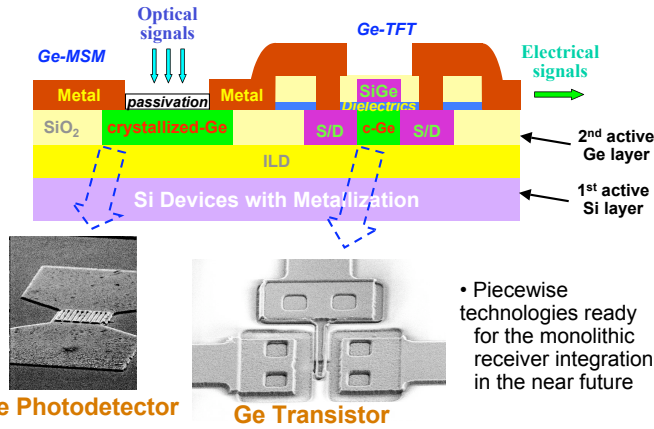 Optical
signals
Ge-MSM
Ge-TFT
Electrical
signals
Metal
passivation
Metal
SiGe
Dielectrics
SiO2
crystallized-Ge
S/D
c-Ge
S/D
2nd active
Ge layer
ILD
Si Devices with Metallization
1st active
Si layer
• Piecewise
technologies ready
for the monolithic
receiver integration
in the near future
e Photodetector
Ge Transistor